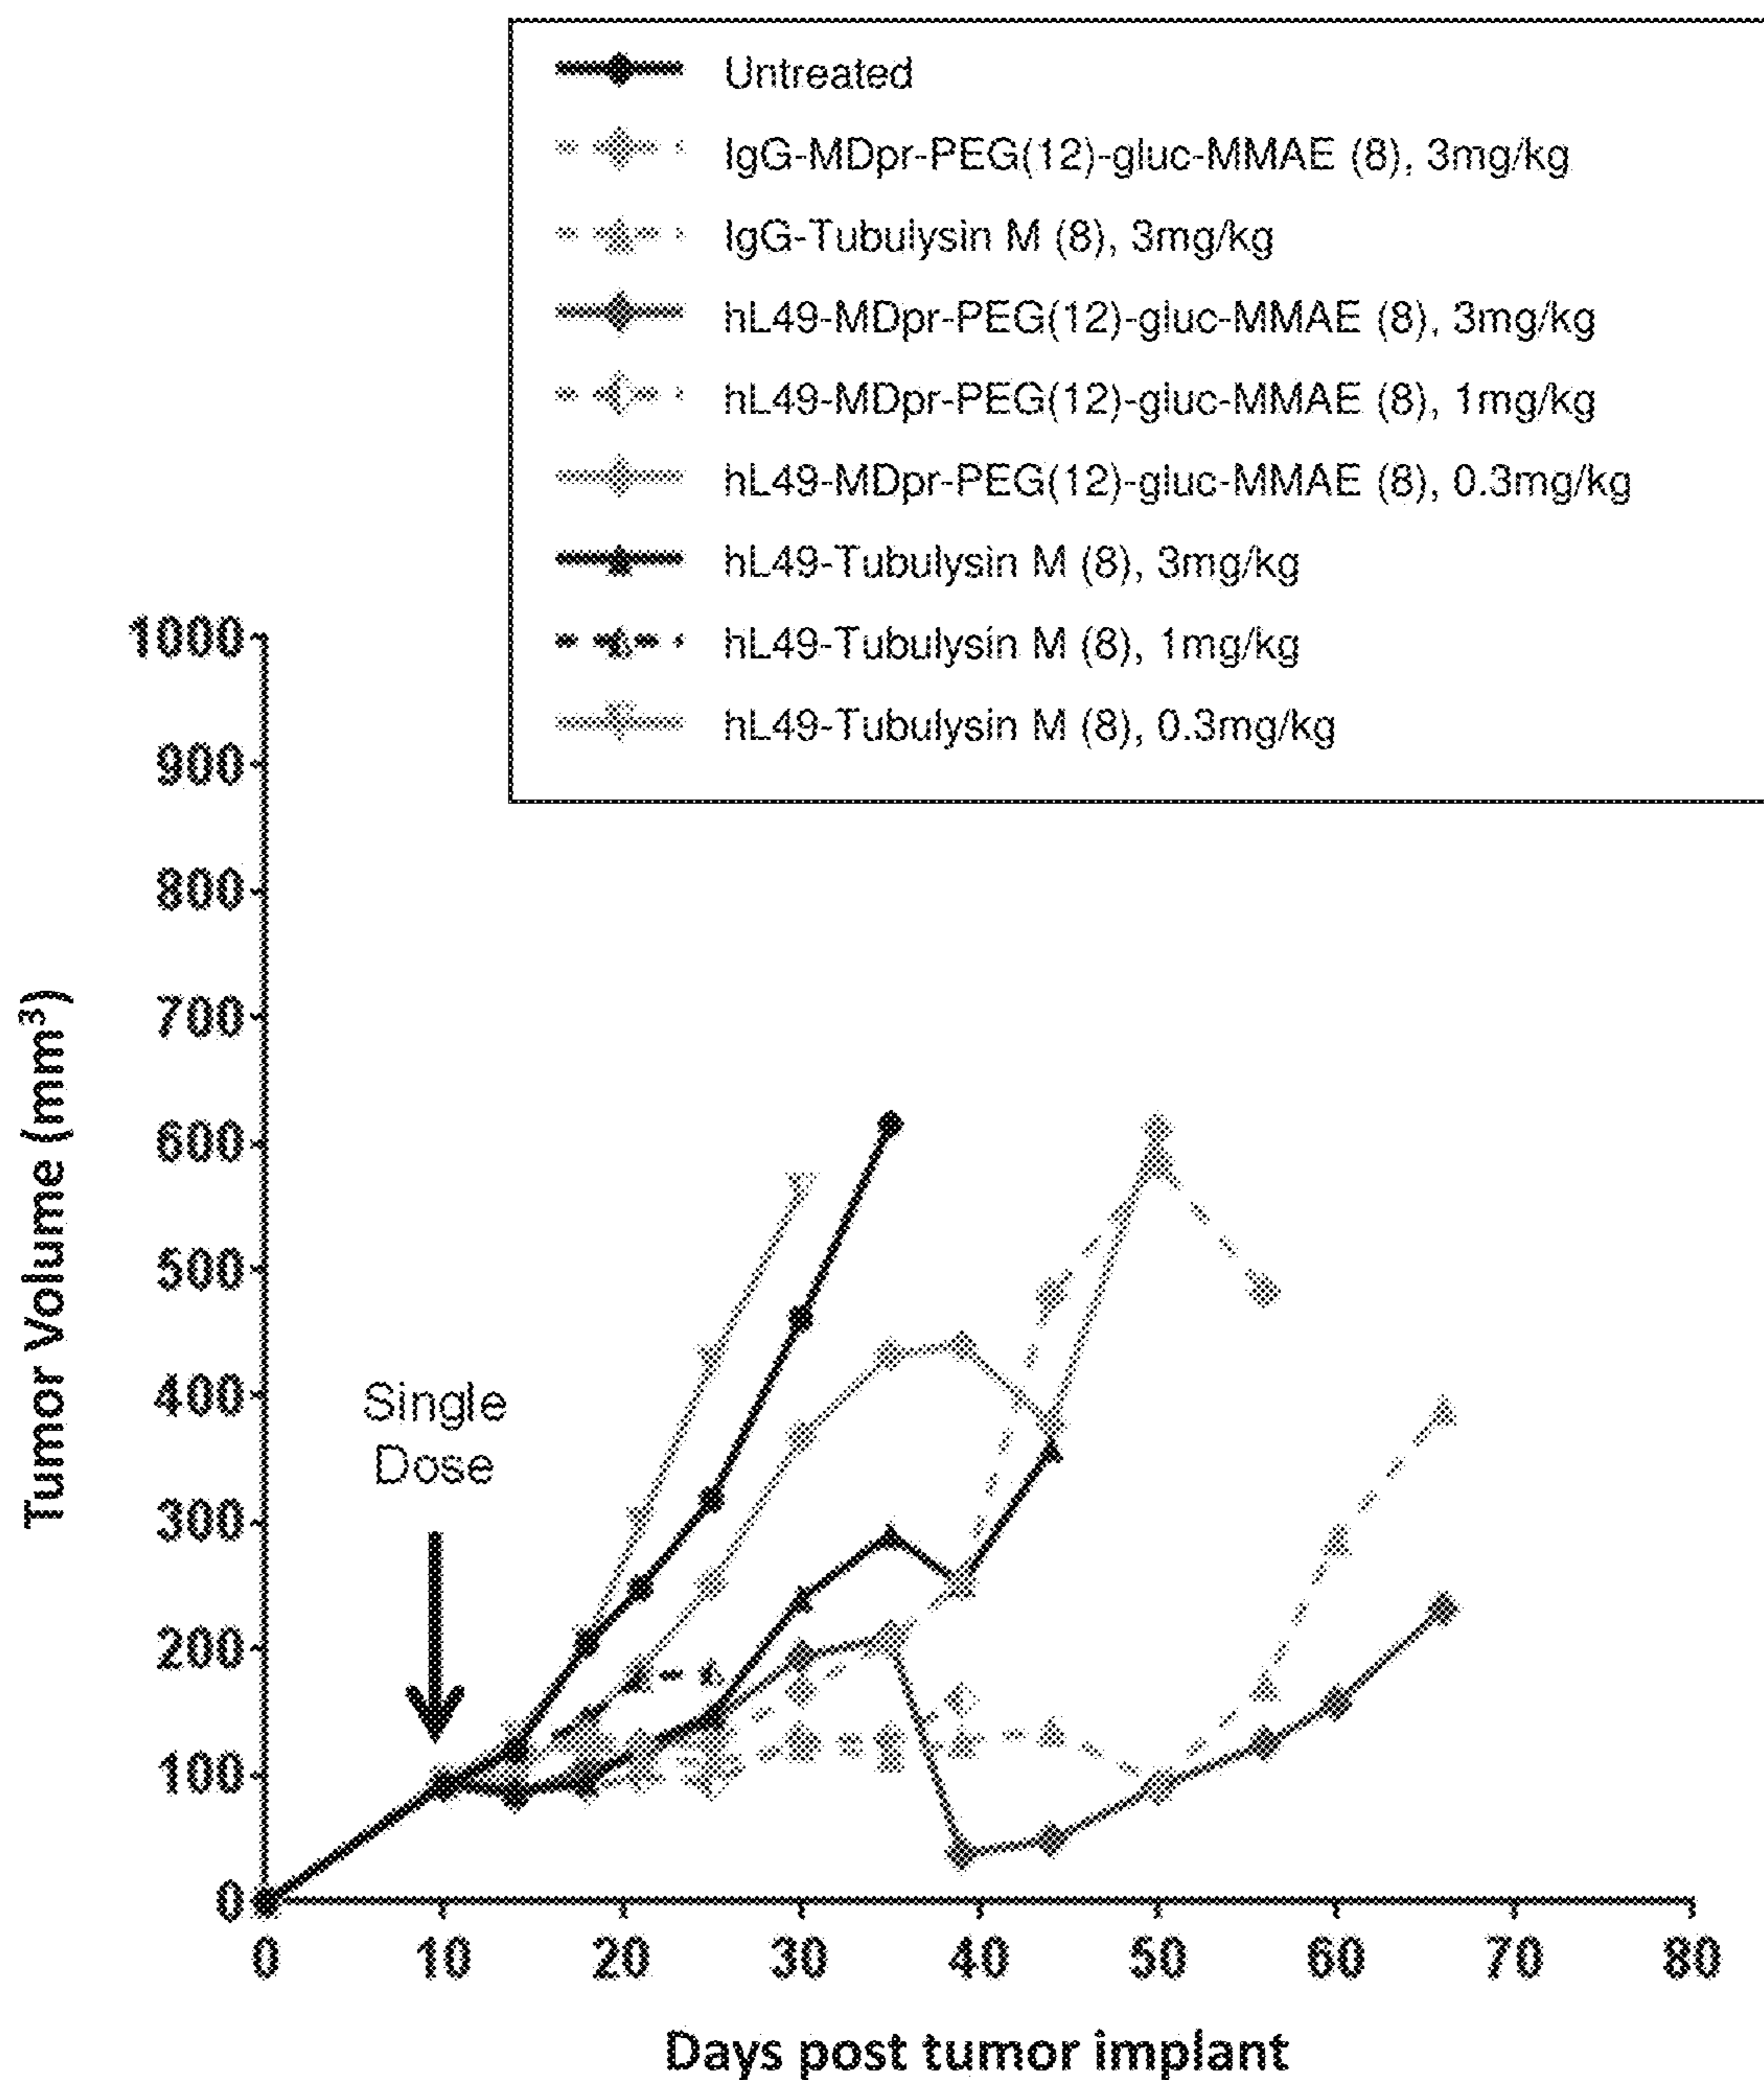 Untreated
IgG-MDpr-PEG(12)-gluc-MMAE (8), 3mg/kg
IgG-Tubulysin M (8), 3mg/kg
hL49-MDpr-PEG(12)-gluc-MMAE (8), 3mg/kg
hL49-MDpr-PEG(12)-gluc-MMAE (8), 1mg/kg
hL49-MDpr-PEG(12)-gluc-MMAE (8), 0.3mg/kg
hL49-Tubulysin M (8), 3mg/kg
hL49-Tubulysin M (8), 1mg/kg
hL49-Tubulysin M (8), 0.3mg/kg
1000
900
800
700
600
500
400
300
200
100
0
Tumor Volume (mm³)
Single
Dose
0 10 20 30 40 50 60 70 80
Days post tumor implant